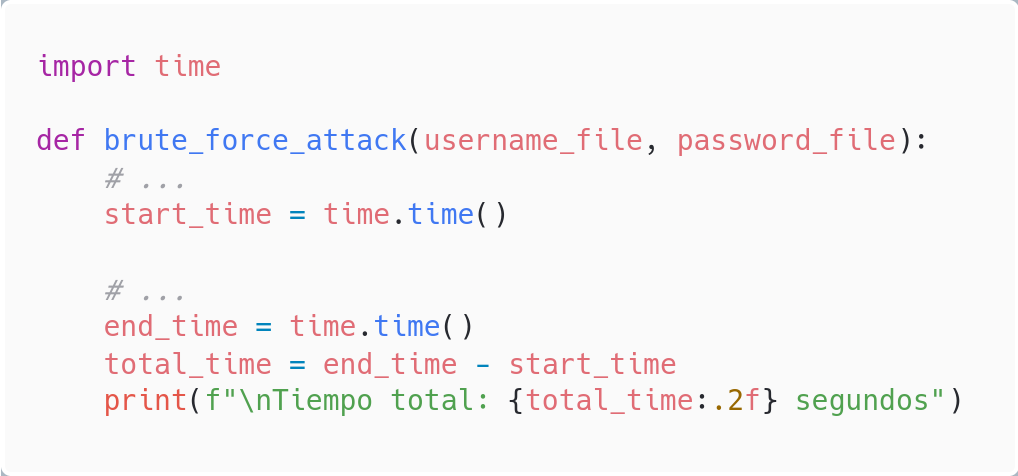 import time
def brute_force_attack(username_file, password_file):
    # ...
    start_time = time.time()
    # ...
    end_time = time.time()
    total_time = end_time - start_time
    print(f"\nTiempo total: {total_time:.2f} segundos")